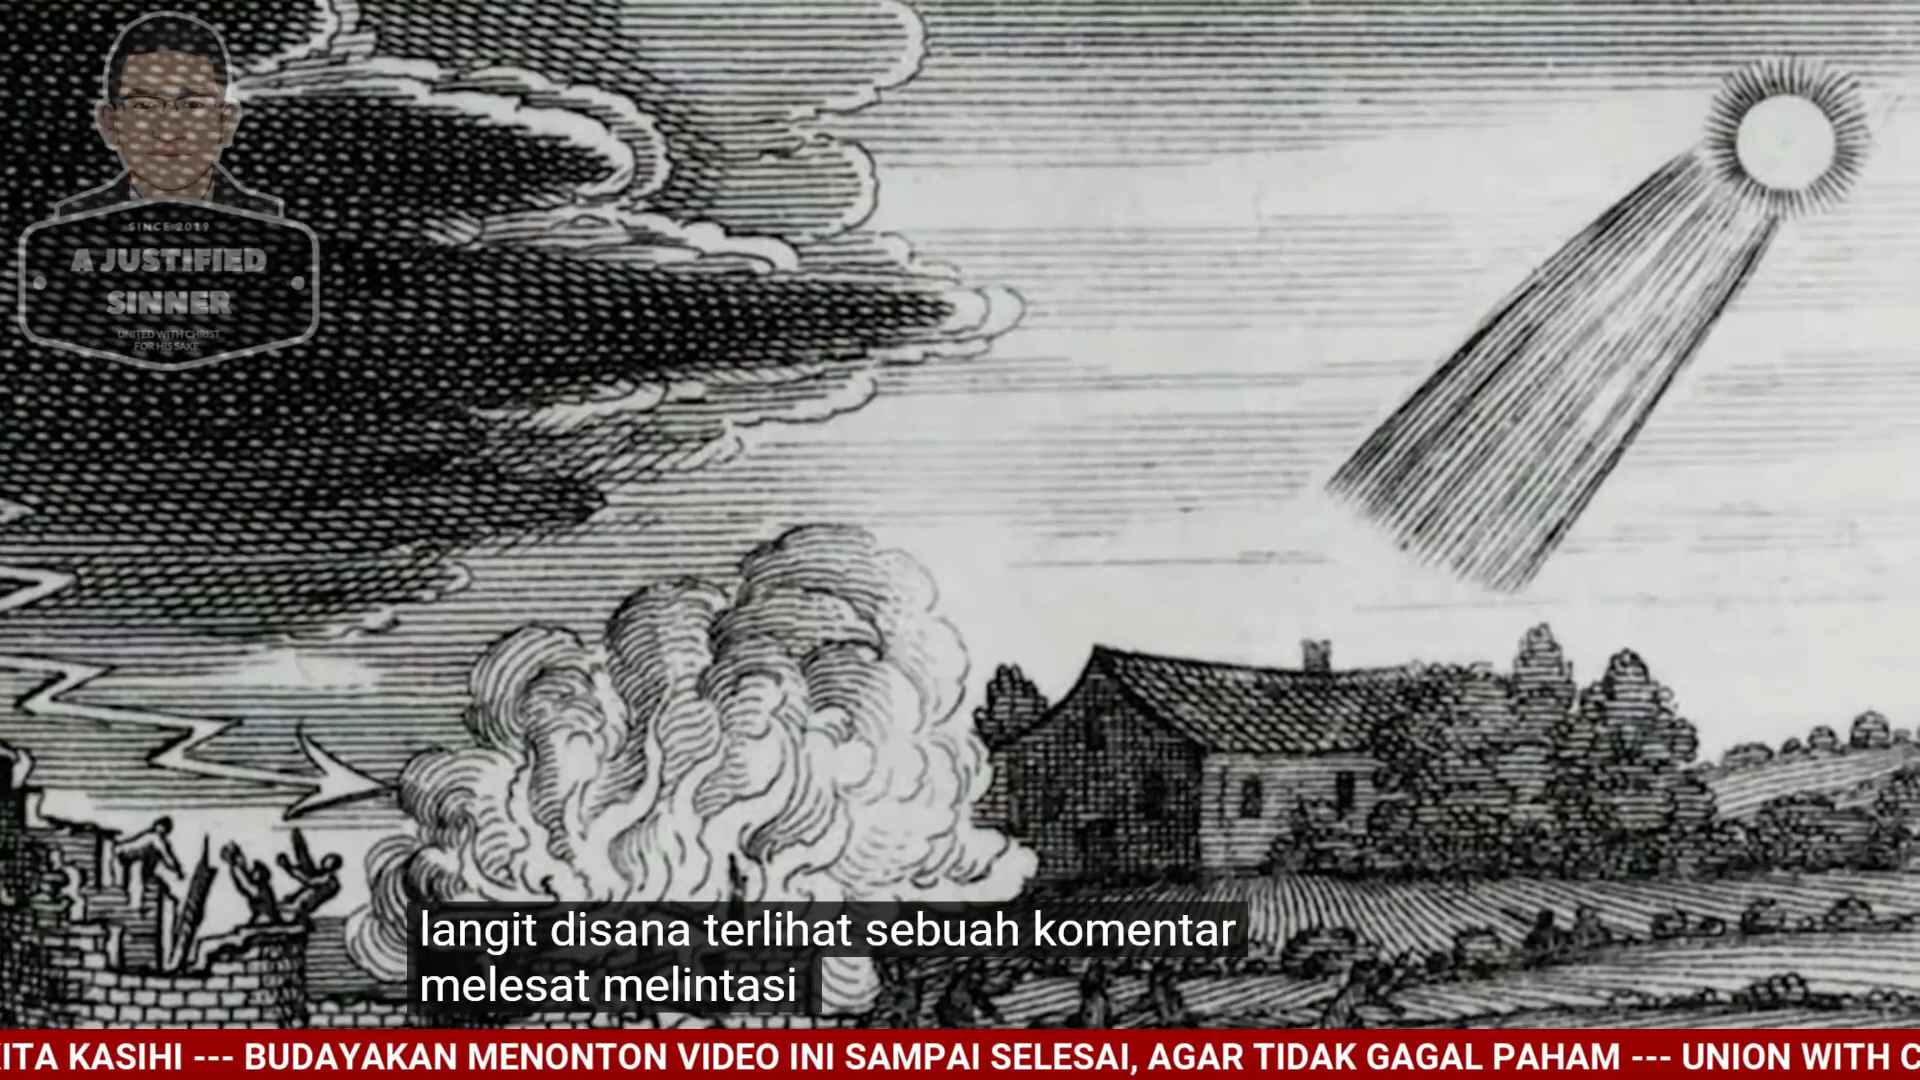 SINCE 2019
A JUSTIFIED
SINNER
UNITED WITH CHRIST
FOR HIS SAKE
langit disana terlihat sebuah komentar
melesat melintasi
KITA KASIHI --- BUDAYAKAN MENONTON VIDEO INI SAMPAI SELESAI, AGAR TIDAK GAGAL PAHAM --- UNION WITH C